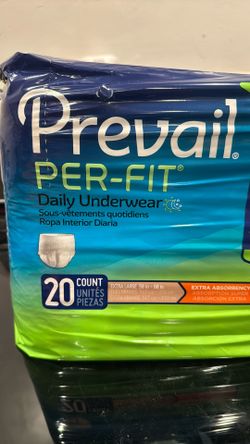 Prevail®
PER-FIT®
Daily Underwear
Sous-vêtements quotidiens
Ropa Interior Diaria
20 COUNT
UNITÉS
PIEZAS
EXTRA LARGE
EXTRA ABSORBENCY
ABSORPTION